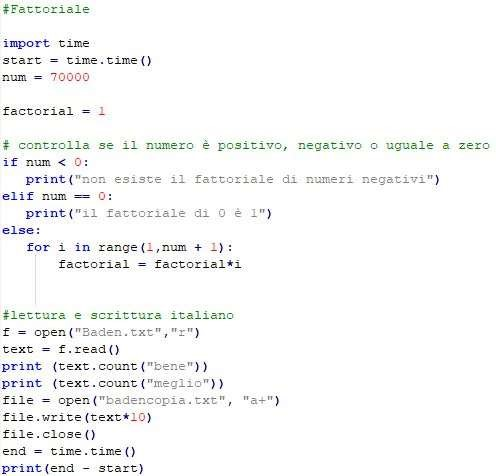 #Fattoriale
import time
start = time.time()
num = 70000
factorial = 1
# controlla se il numero è positivo, negativo o uguale a zero
if num < 0:
   print("non esiste il fattoriale di numeri negativi")
elif num == 0:
   print("il fattoriale di 0 è 1")
else:
   for i in range(1,num + 1):
       factorial = factorial*i
#lettura e scrittura italiano
f = open("Baden.txt","r")
text = f.read()
print (text.count("bene"))
print (text.count("meglio"))
file = open("badencopia.txt", "a+")
file.write(text*10)
file.close()
end = time.time()
print(end - start)